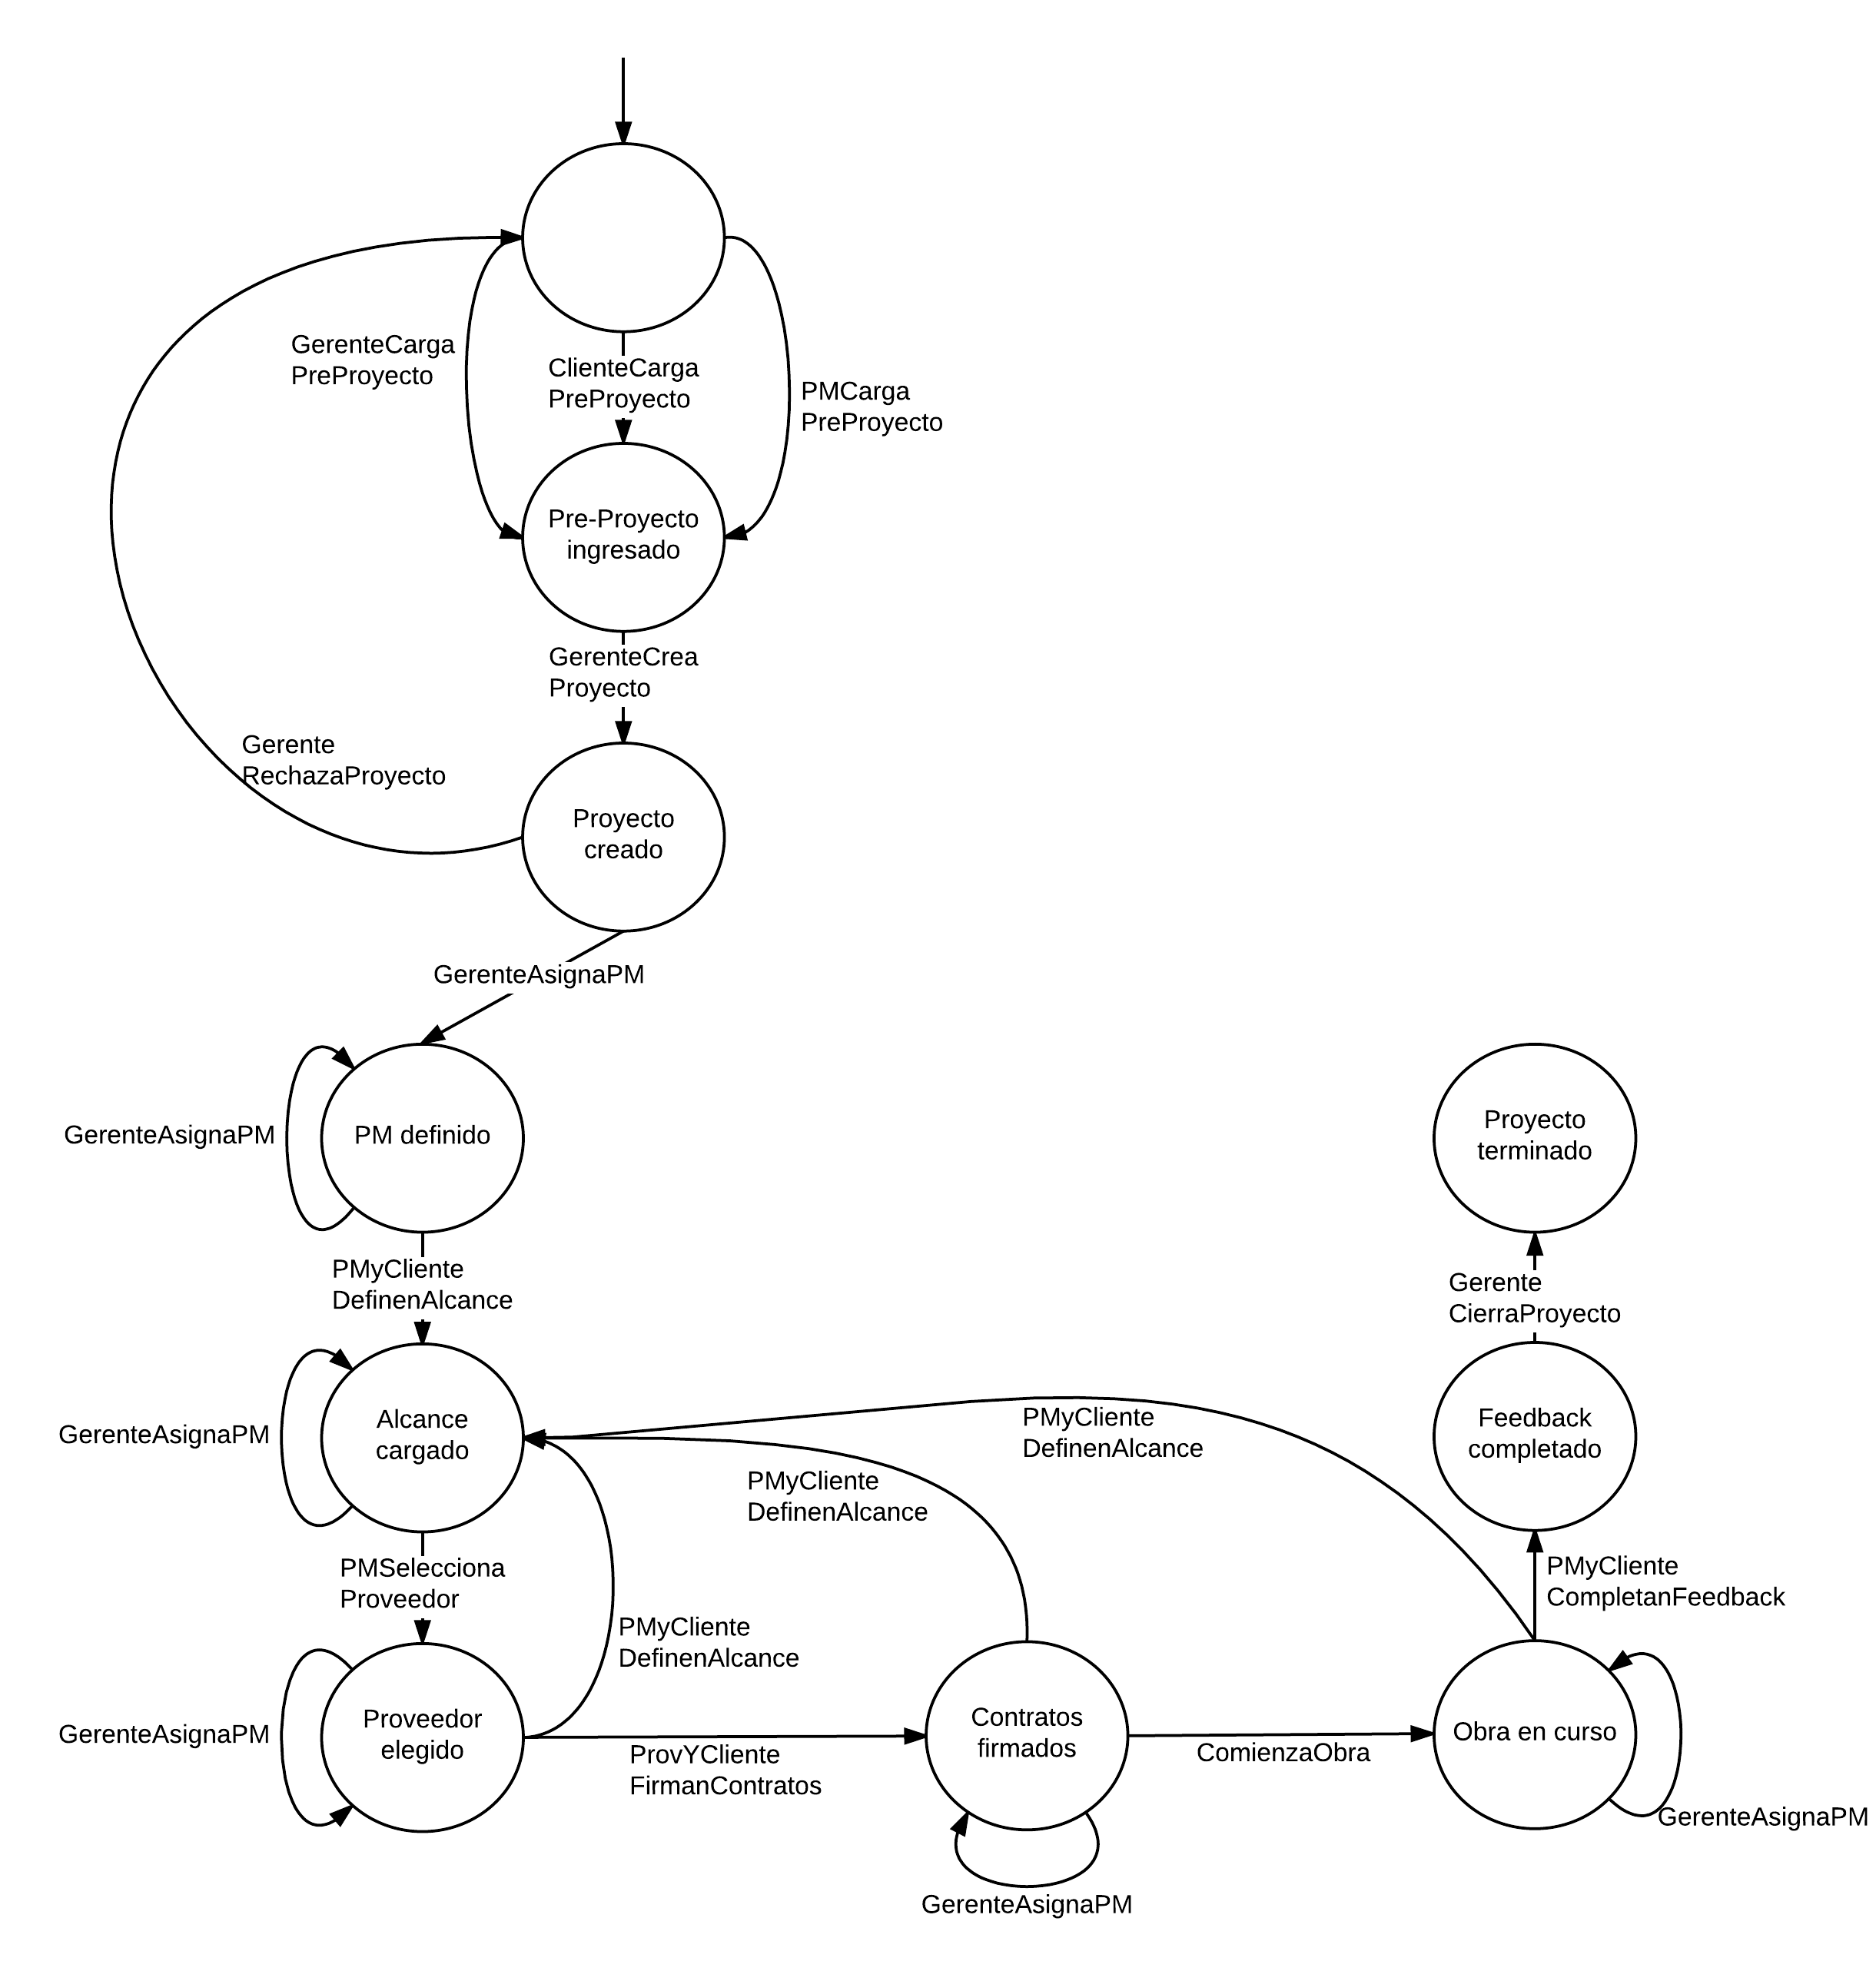 GerenteCarga
PreProyecto
ClienteCarga
PreProyecto
PMCarga
PreProyecto
Pre-Proyecto
ingresado
GerenteCrea
Proyecto
Gerente
RechazaProyecto
Proyecto
creado
GerenteAsignaPM
GerenteAsignaPM
PM definido
Proyecto
terminado
PMyCliente
DefinenAlcance
Gerente
CierraProyecto
GerenteAsignaPM
Alcance
cargado
PMyCliente
DefinenAlcance
Feedback
completado
PMyCliente
DefinenAlcance
PMSelecciona
Proveedor
PMyCliente
CompletanFeedback
PMyCliente
DefinenAlcance
GerenteAsignaPM
Proveedor
elegido
ProvYCliente
FirmanContratos
Contratos
firmados
ComienzaObra
Obra en curso
GerenteAsignaPM
GerenteAsignaPM